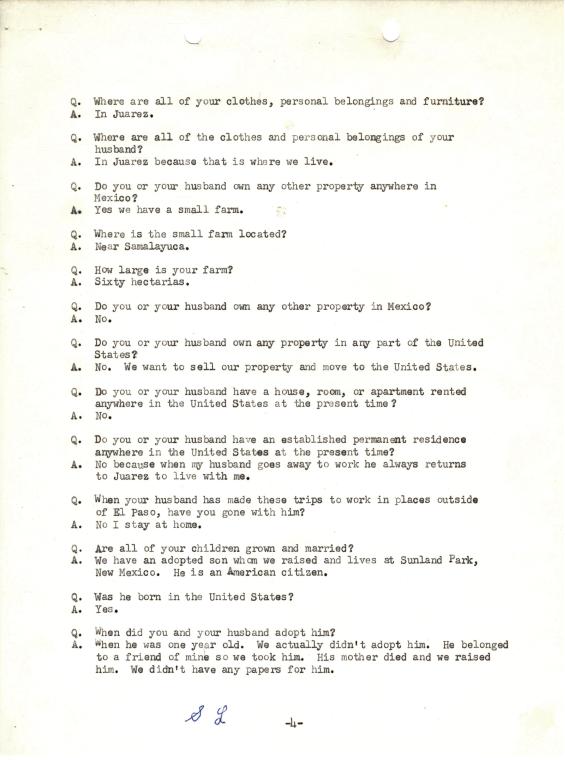 Q. Where are all of your clothes, personal belongings and furniture?
A. In Juarez.
Q. Where are all of the clothes and personal belongings of your
husband?
A. In Juarez because that is where we live.
Q. Do you or your husband own any other property anywhere in
Mexico?
A. Yes we have a small farm.
Q. Where is the small farm located?
A. Near Samalayuca.
Q. How large is your farm?
A. Sixty hectarias.
Q. Do you or your husband own any other property in Mexico?
A. No.
Q. Do you or your husband own any property in any part of the United
States?
A. No. We want to sell our property and move to the United States.
Q. Do you or your husband have a house, room, or apartment rented
anywhere in the United States at the present time?
A. No.
Q. Do you or your husband have an established permanent residence
anywhere in the United States at the present time?
A. No because when my husband goes away to work he always returns
to Juarez to live with me.
Q. When your husband has made these trips to work in places outside
of El Paso, have you gone with him?
A. No I stay at home.
Q. Are all of your children grown and married?
A. We have an adopted son whom we raised and lives at Sunland Park,
New Mexico. He is an American citizen.
Q. Was he born in the United States?
A. Yes.
Q. When did you and your husband adopt him?
A. When he was one year old. We actually didn't adopt him. He belonged
to a friend of mine so we took him. His mother died and we raised
him. We didn't have any papers for him.
S L
-4-